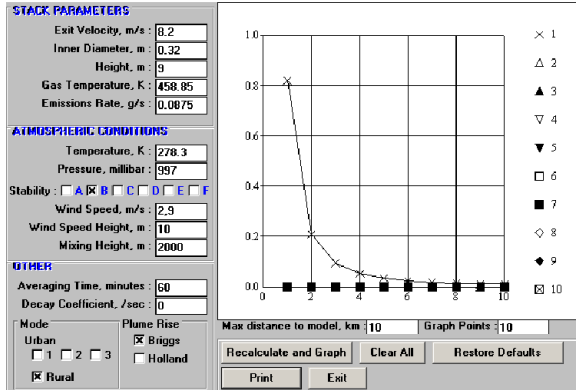 STACK PARAMETERS
Exit Velocity, m/s : 8.2
Inner Diameter, m : 0.32
Height, m : 9
Gas Temperature, K : 458.85
Emissions Rate, g/s : 0.0875
ATMOSPHERIC CONDITIONS
Temperature, K : 278.3
Pressure, millibar : 997
Stability : A B C D E F
Wind Speed, m/s : 2,9
Wind Speed Height, m : 10
Mixing Height, m : 2000
OTHER
Averaging Time, minutes : 60
Decay Coefficient, /sec : 0
Mode
Urban
1 2 3
Rural
Plume Rise
Briggs
Holland
1.0
0.8
0.6
0.4
0.2
0.0
0 2 4 6 8 10
1
2
3
4
5
6
7
8
9
10
Max distance to model, km : 10 Graph Points : 10
Recalculate and Graph Clear All Restore Defaults
Print Exit